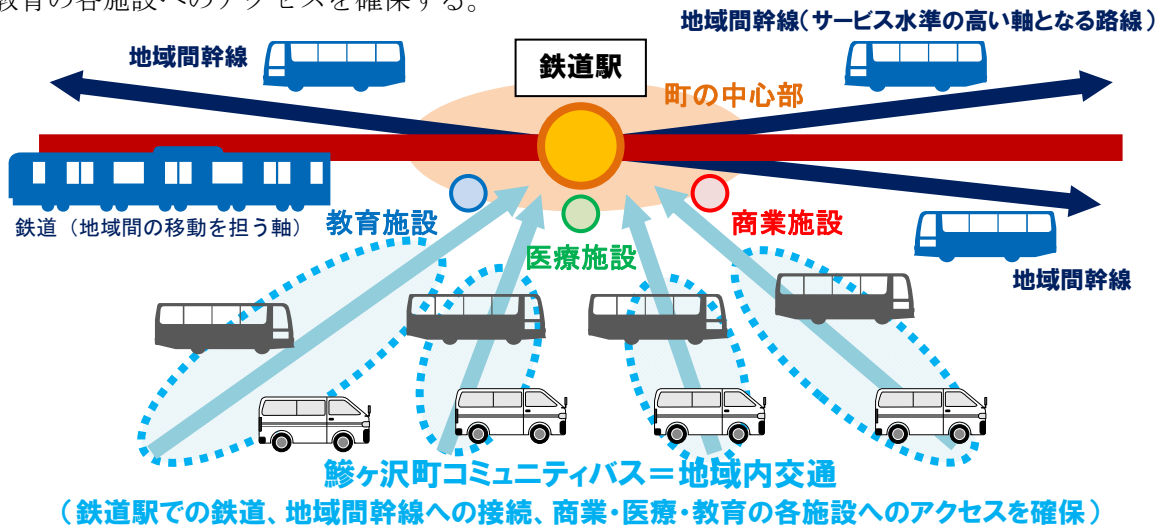 教育の各施設へのアクセスを確保する。
地域間幹線(サービス水準の高い軸となる路線)
地域間幹線
鉄道駅
町の中心部
鉄道(地域間の移動を担う軸)
教育施設
医療施設
商業施設
地域間幹線
鰺ヶ沢町コミュニティバス=地域内交通
(鉄道駅での鉄道、地域間幹線への接続、商業・医療・教育の各施設へのアクセスを確保)